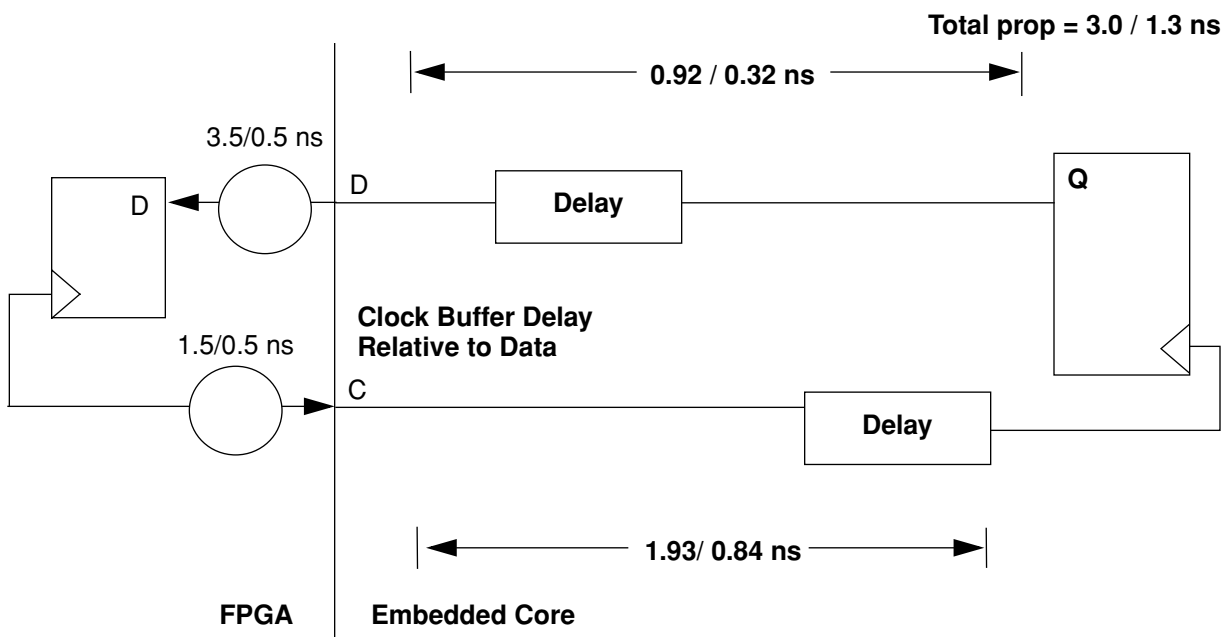 Total prop = 3.0 / 1.3 ns
0.92 / 0.32 ns
3.5/0.5 ns
D
D
Delay
Q
Clock Buffer Delay
Relative to Data
1.5/0.5 ns
C
Delay
1.93/ 0.84 ns
FPGA
Embedded Core